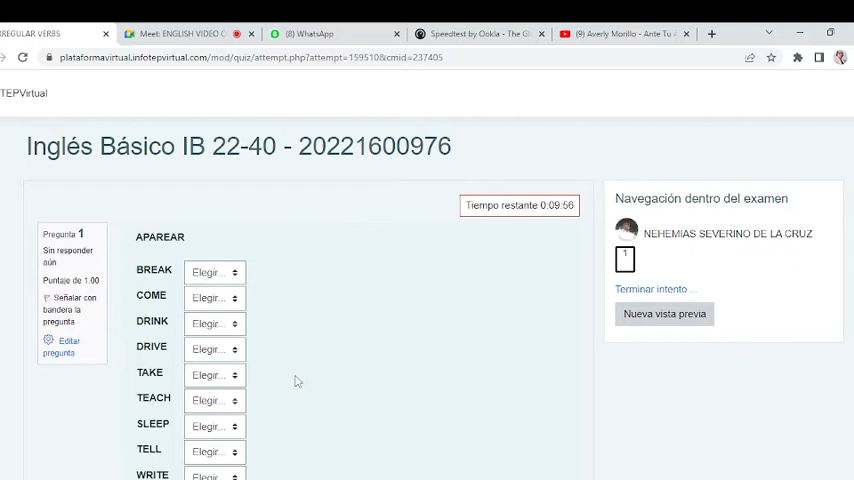 RREGULAR VERBS
Meet: ENGLISH VIDEO C
(8) WhatsApp
Speedtest by Ookla - The Gl
(9) Averly Morillo - Ante Tu A
plataformavirtual.infotepvirtual.com/mod/quiz/attempt.php?attempt=159510&cmid=237405
TEPVirtual
Inglés Básico IB 22-40 - 20221600976
Tiempo restante 0:09:56
Pregunta 1
Sin responder
aún
Puntaje de 1.00
Señalar con
bandera la
pregunta
Editar
pregunta
APAREAR
BREAK Elegir...
COME Elegir...
DRINK Elegir...
DRIVE Elegir...
TAKE Elegir...
TEACH Elegir...
SLEEP Elegir...
TELL Elegir...
WRITE Elegir...
Navegación dentro del examen
NEHEMIAS SEVERINO DE LA CRUZ
1
Terminar intento ...
Nueva vista previa